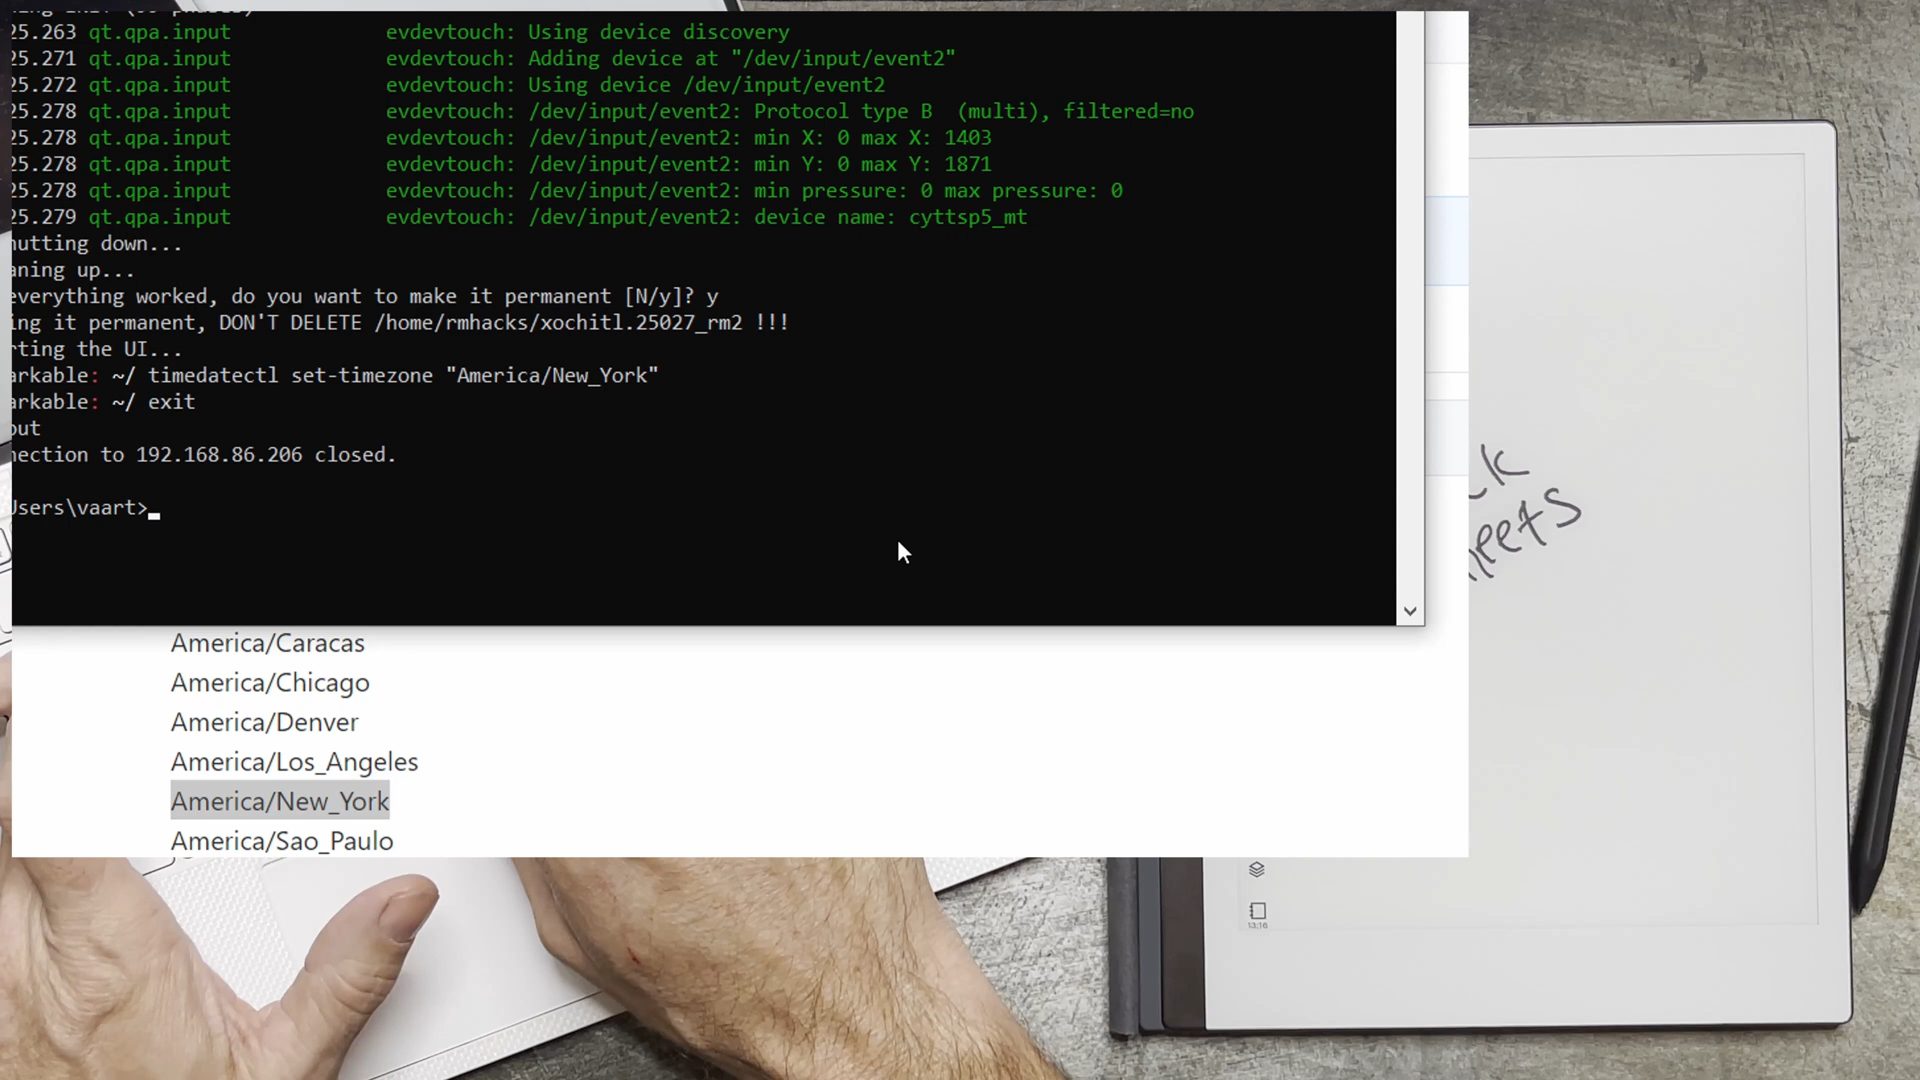 25.263 qt.qpa.input evdevtouch: Using device discovery
25.271 qt.qpa.input evdevtouch: Adding device at "/dev/input/event2"
25.272 qt.qpa.input evdevtouch: Using device /dev/input/event2
25.278 qt.qpa.input evdevtouch: /dev/input/event2: Protocol type B (multi), filtered=no
25.278 qt.qpa.input evdevtouch: /dev/input/event2: min X: 0 max X: 1403
25.278 qt.qpa.input evdevtouch: /dev/input/event2: min Y: 0 max Y: 1871
25.278 qt.qpa.input evdevtouch: /dev/input/event2: min pressure: 0 max pressure: 0
25.279 qt.qpa.input evdevtouch: /dev/input/event2: device name: cyttsp5_mt
hutting down...
aning up...
everything worked, do you want to make it permanent [N/y]? y
ing it permanent, DON'T DELETE /home/rmhacks/xochitl.25027_rm2 !!!
rting the UI...
arkable: ~/ timedatectl set-timezone "America/New_York"
arkable: ~/ exit
out
nection to 192.168.86.206 closed.
Users\vaart>
America/Caracas
America/Chicago
America/Denver
America/Los_Angeles
America/New_York
America/Sao_Paulo
ck
heets
13:16